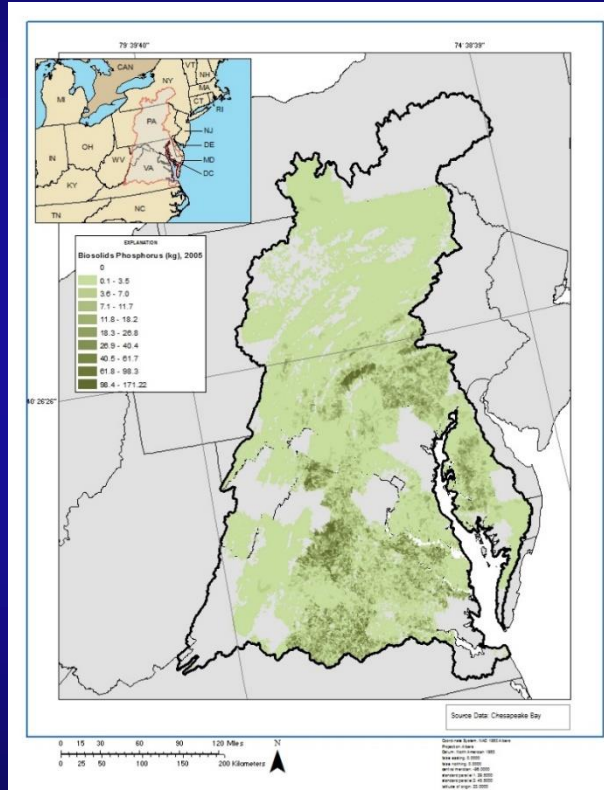 79 39'40"
74 38'39"
CAN
VT
NH
NY
MA
MI
CT
RI
PA
NJ
OH
DE
IN
WV
MD
VA
DC
KY
TN
NC
EXPLANATION
Biosolids Phosphorus (kg), 2005
0
0.1 - 3.5
3.6 - 7.0
7.1 - 11.7
11.8 - 18.2
18.3 - 26.8
26.9 - 40.4
40.5 - 61.7
61.8 - 98.3
98.4 - 171.22
40 26'26"
Source Data: Chesapeake Bay
0 15 30 60 90 120 Miles
0 25 50 100 150 200 Kilometers
N